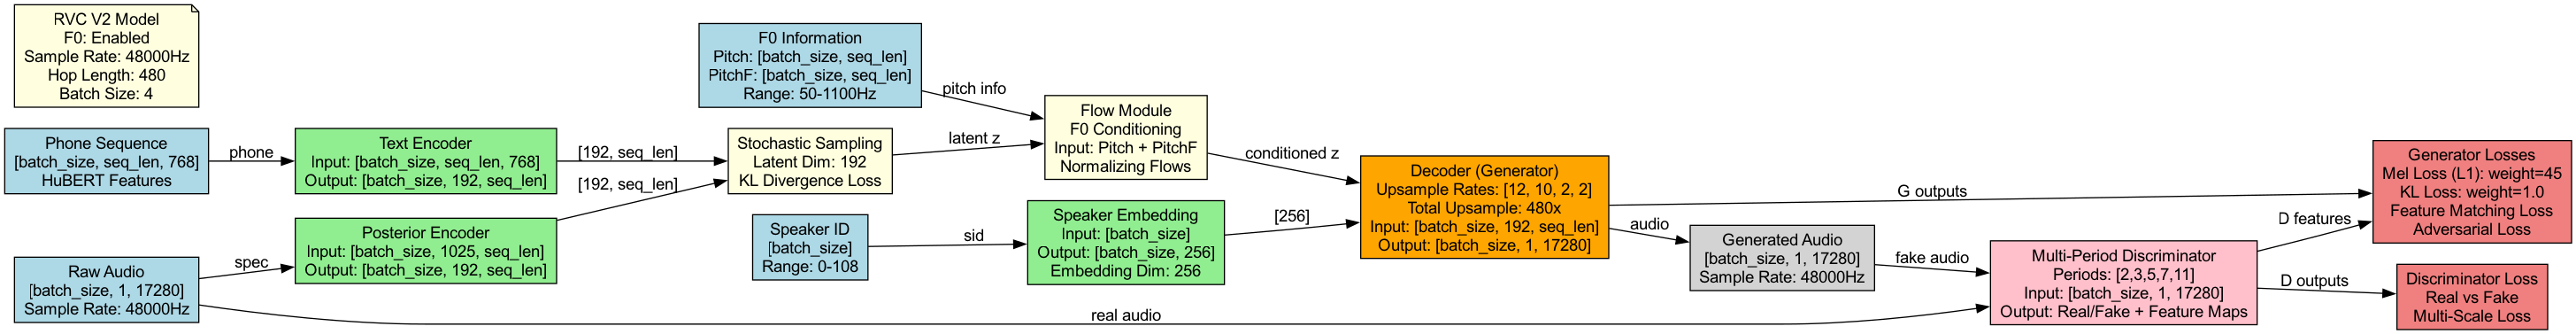 RVC V2 Model
F0: Enabled
Sample Rate: 48000Hz
Hop Length: 480
Batch Size: 4
Phone Sequence
[batch_size, seq_len, 768]
HuBERT Features
phone
Text Encoder
Input: [batch_size, seq_len, 768]
Output: [batch_size, 192, seq_len]
[192, seq_len]
Raw Audio
[batch_size, 1, 17280]
Sample Rate: 48000Hz
spec
Posterior Encoder
Input: [batch_size, 1025, seq_len]
Output: [batch_size, 192, seq_len]
[192, seq_len]
real audio
F0 Information
Pitch: [batch_size, seq_len]
PitchF: [batch_size, seq_len]
Range: 50-1100Hz
pitch info
Stochastic Sampling
Latent Dim: 192
KL Divergence Loss
latent z
Speaker ID
[batch_size]
Range: 0-108
sid
Flow Module
F0 Conditioning
Input: Pitch + PitchF
Normalizing Flows
conditioned z
Speaker Embedding
Input: [batch_size]
Output: [batch_size, 256]
Embedding Dim: 256
[256]
Decoder (Generator)
Upsample Rates: [12, 10, 2, 2]
Total Upsample: 480x
Input: [batch_size, 192, seq_len]
Output: [batch_size, 1, 17280]
G outputs
audio
Generated Audio
[batch_size, 1, 17280]
Sample Rate: 48000Hz
fake audio
Multi-Period Discriminator
Periods: [2,3,5,7,11]
Input: [batch_size, 1, 17280]
Output: Real/Fake + Feature Maps
D features
D outputs
Generator Losses
Mel Loss (L1): weight=45
KL Loss: weight=1.0
Feature Matching Loss
Adversarial Loss
Discriminator Loss
Real vs Fake
Multi-Scale Loss